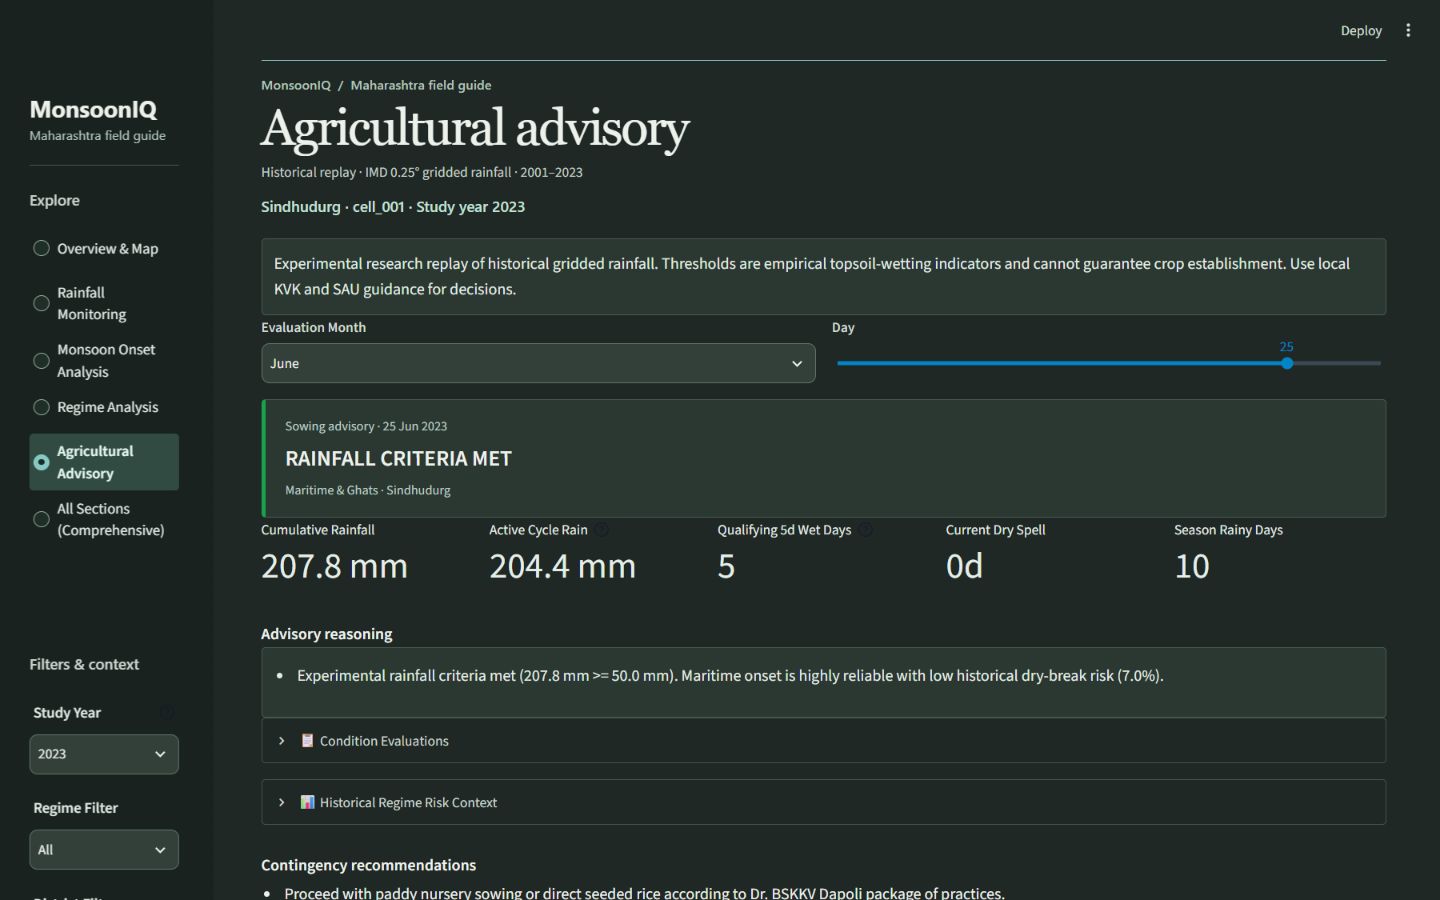 Deploy
MonsoonIQ
Maharashtra field guide
Explore
Overview & Map
Rainfall
Monitoring
Monsoon Onset
Analysis
Regime Analysis
Agricultural
Advisory
All Sections
(Comprehensive)
Filters & context
Study Year
2023
Regime Filter
All
MonsoonIQ / Maharashtra field guide
Agricultural advisory
Historical replay · IMD 0.25° gridded rainfall · 2001–2023
Sindhudurg · cell_001 · Study year 2023
Experimental research replay of historical gridded rainfall. Thresholds are empirical topsoil-wetting indicators and cannot guarantee crop establishment. Use local
KVK and SAU guidance for decisions.
Evaluation Month
June
Day
25
Sowing advisory · 25 Jun 2023
RAINFALL CRITERIA MET
Maritime & Ghats · Sindhudurg
Cumulative Rainfall
207.8 mm
Active Cycle Rain
204.4 mm
Qualifying 5d Wet Days
5
Current Dry Spell
0d
Season Rainy Days
10
Advisory reasoning
• Experimental rainfall criteria met (207.8 mm >= 50.0 mm). Maritime onset is highly reliable with low historical dry-break risk (7.0%).
Condition Evaluations
Historical Regime Risk Context
Contingency recommendations
• Proceed with paddy nursery sowing or direct seeded rice according to Dr. BSKKV Dapoli package of practices.